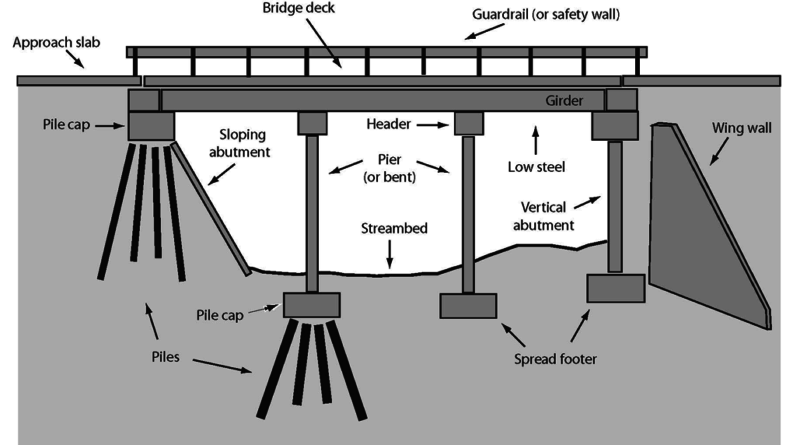 Bridge deck
Guardrail (or safety wall)
Approach slab
Girder
Pile cap
Sloping
abutment
Header
Low steel
Wing wall
Pier
(or bent)
Vertical
abutment
Streambed
Pile cap
Piles
Spread footer